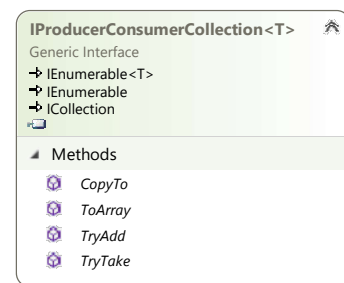 IProducerConsumerCollection<T>
Generic Interface
IEnumerable<T>
IEnumerable
ICollection
Methods
CopyTo
ToArray
TryAdd
TryTake